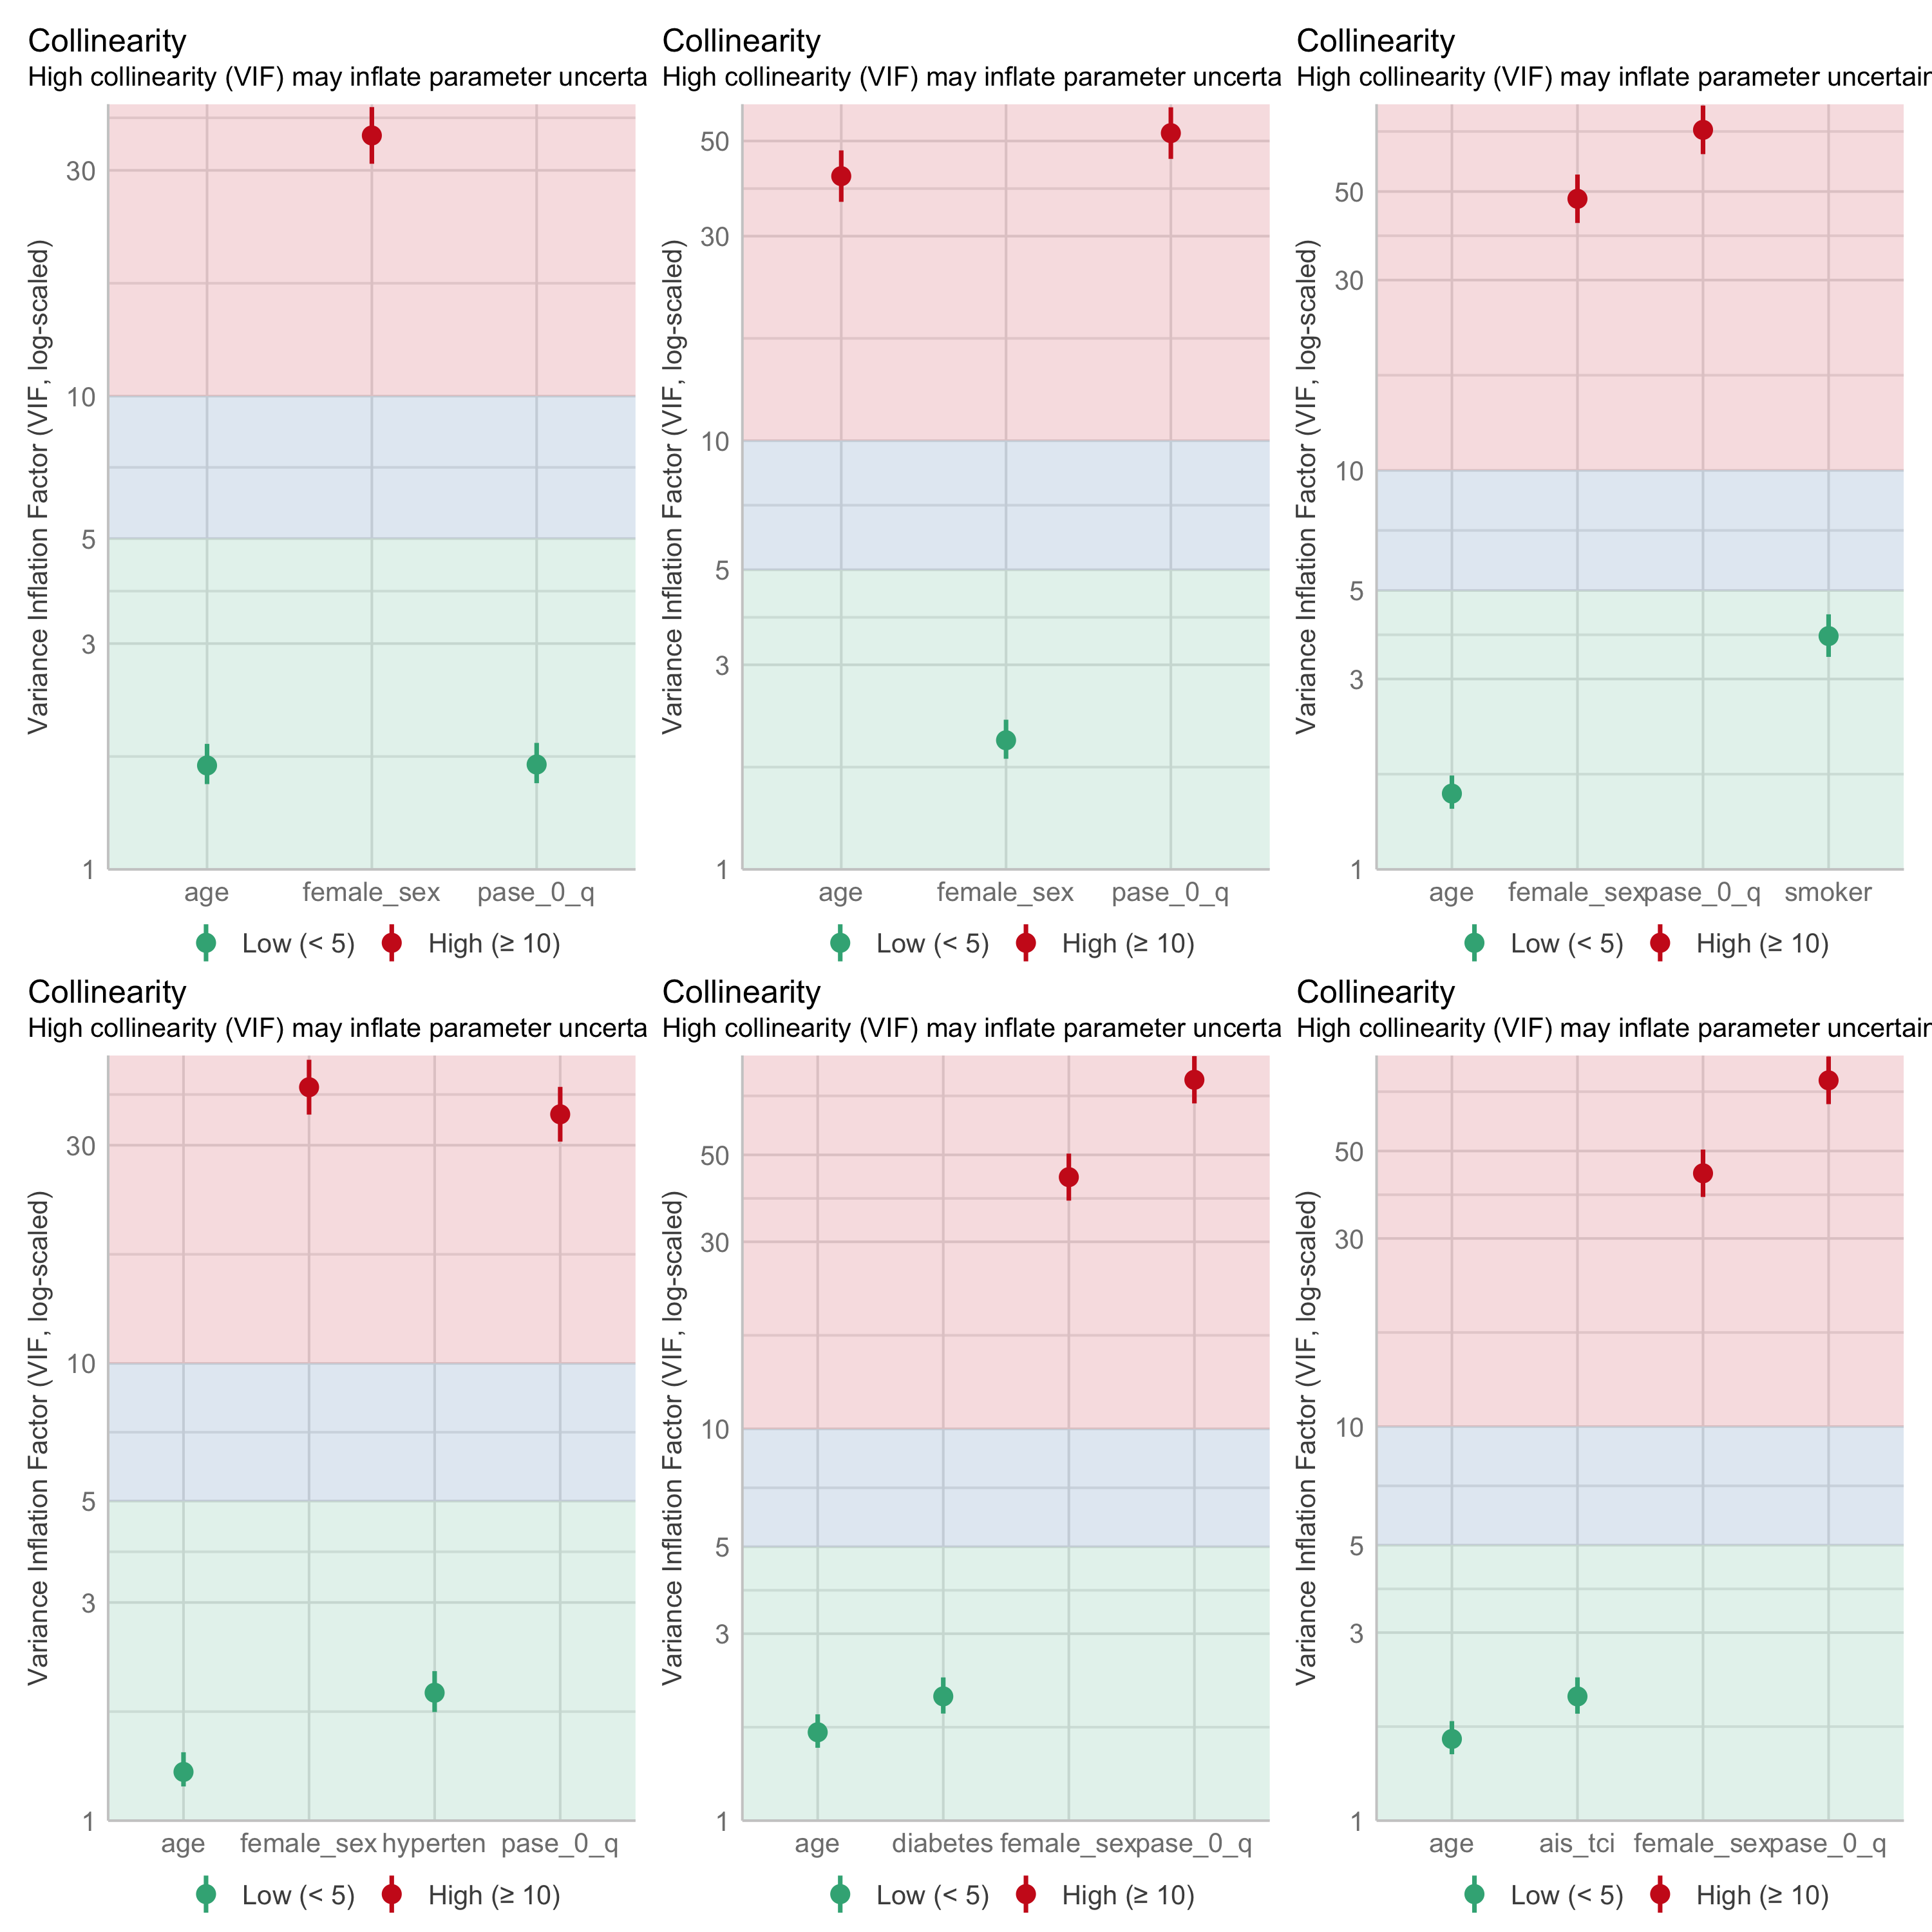 Collinearity
High collinearity (VIF) may inflate parameter uncerta
Variance Inflation Factor (VIF, log-scaled)
30
10
5
3
1
age female_sex pase_0_q
Low (< 5) High (≥ 10)
Collinearity
High collinearity (VIF) may inflate parameter uncerta
Variance Inflation Factor (VIF, log-scaled)
50
30
10
5
3
1
age female_sex pase_0_q
Low (< 5) High (≥ 10)
Collinearity
High collinearity (VIF) may inflate parameter uncertain
Variance Inflation Factor (VIF, log-scaled)
50
30
10
5
3
1
age female_sex pase_0_q smoker
Low (< 5) High (≥ 10)
Collinearity
High collinearity (VIF) may inflate parameter uncerta
Variance Inflation Factor (VIF, log-scaled)
30
10
5
3
1
age female_sex hyperten pase_0_q
Low (< 5) High (≥ 10)
Collinearity
High collinearity (VIF) may inflate parameter uncerta
Variance Inflation Factor (VIF, log-scaled)
50
30
10
5
3
1
age diabetes female_sex pase_0_q
Low (< 5) High (≥ 10)
Collinearity
High collinearity (VIF) may inflate parameter uncertain
Variance Inflation Factor (VIF, log-scaled)
50
30
10
5
3
1
age ais_tci female_sex pase_0_q
Low (< 5) High (≥ 10)